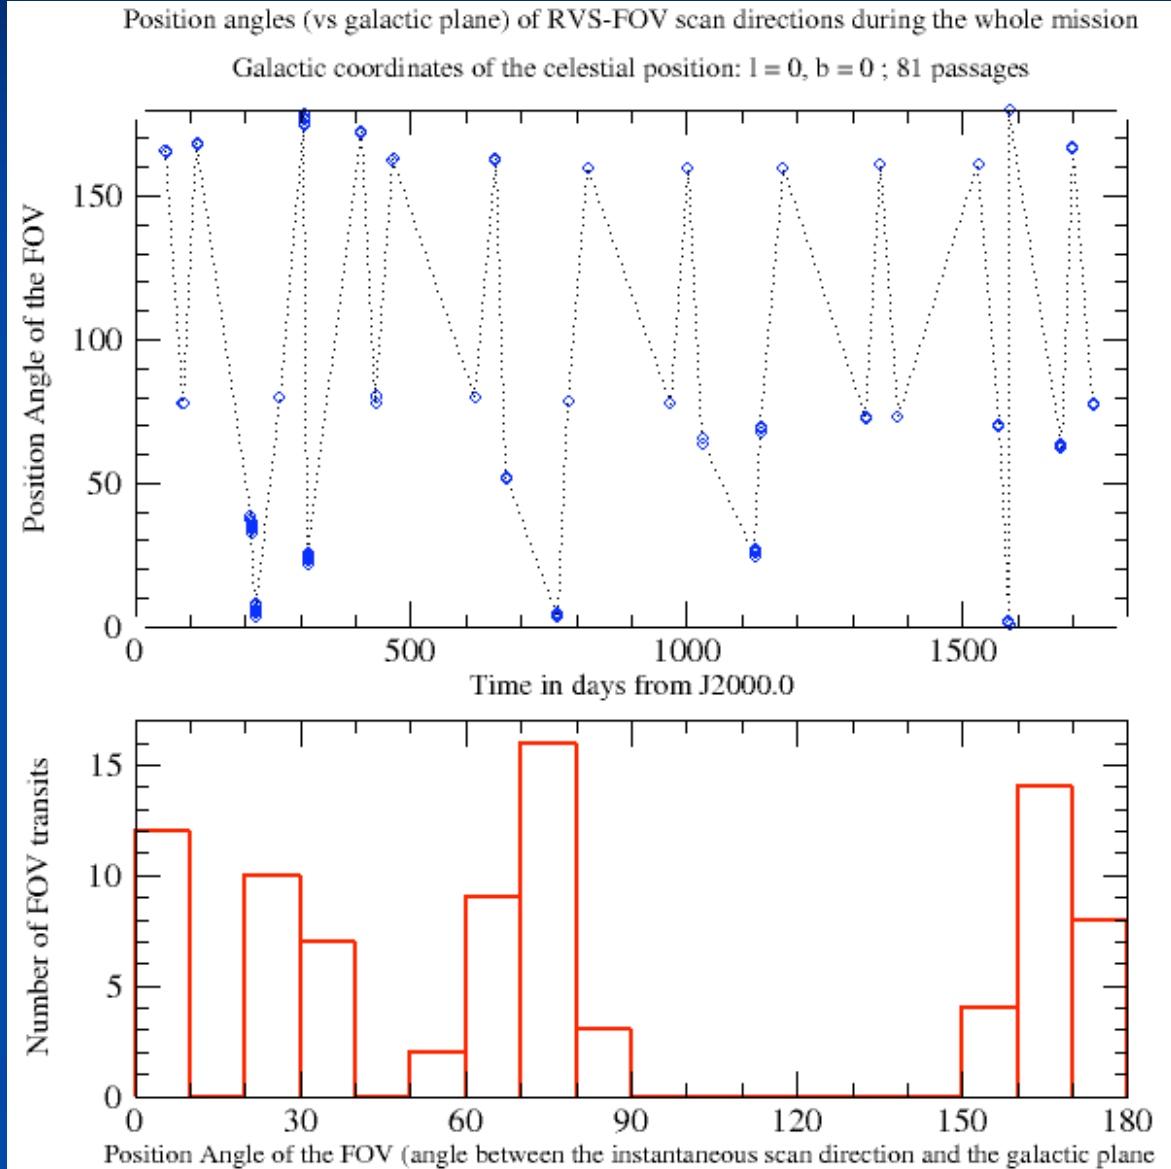 Position angles (vs galactic plane) of RVS-FOV scan directions during the whole mission
Galactic coordinates of the celestial position: l = 0, b = 0 ; 81 passages
Position Angle of the FOV
150
100
50
0
0 500 1000 1500
Time in days from J2000.0
Number of FOV transits
15
10
5
0
0 30 60 90 120 150 180
Position Angle of the FOV (angle between the instantaneous scan direction and the galactic plane